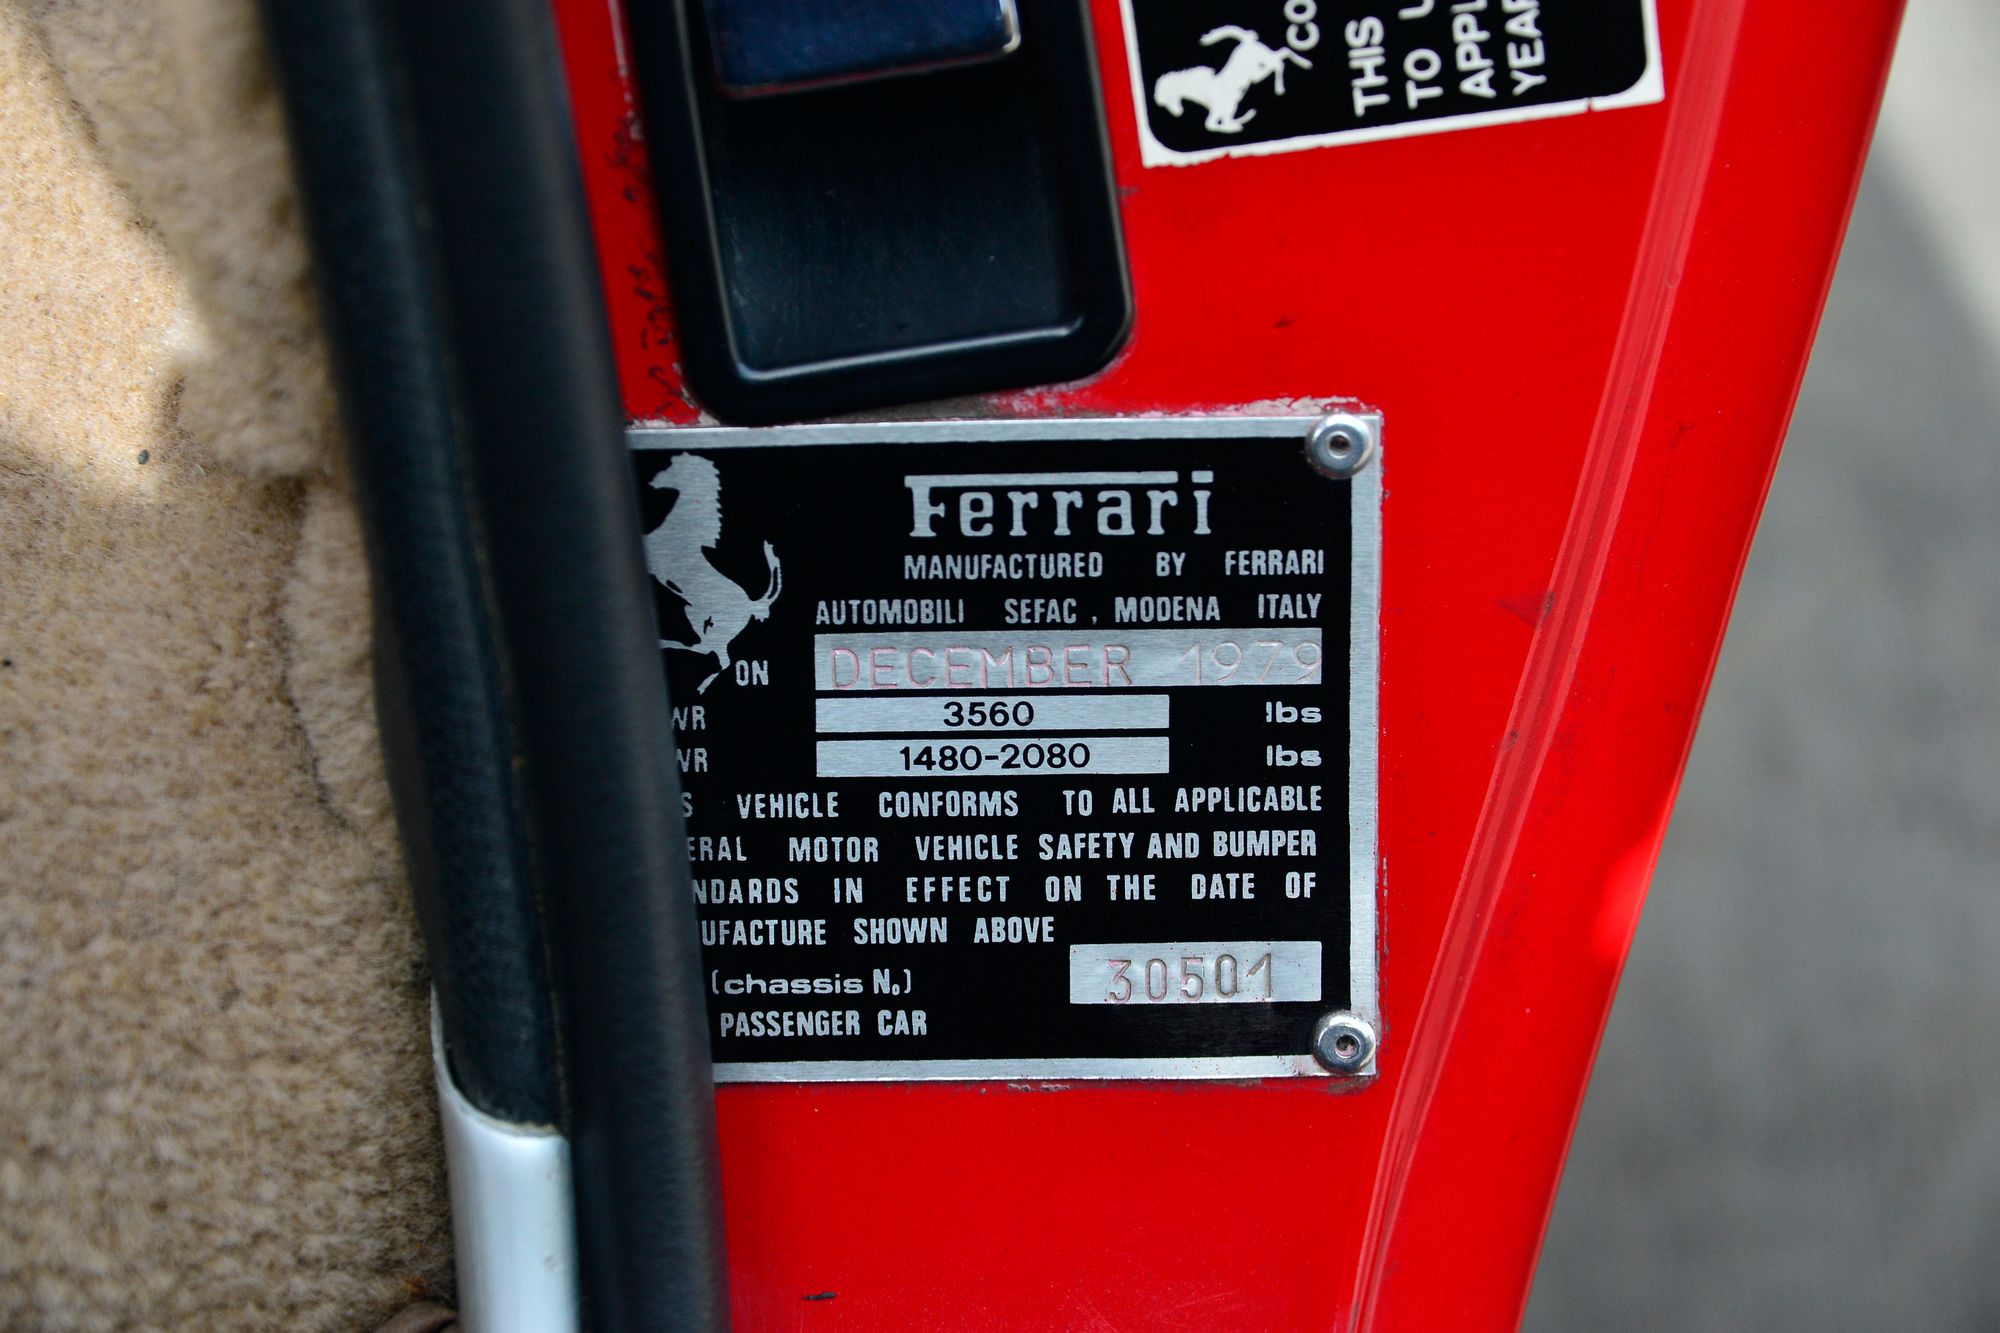 CO
THIS
TO
APPL
YEAR
Ferrari
MANUFACTURED BY FERRARI
AUTOMOBILI SEFAC, MODENA ITALY
ON DECEMBER 1979
WR 3560 lbs
WR 1480-2080 lbs
S VEHICLE CONFORMS TO ALL APPLICABLE
ERAL MOTOR VEHICLE SAFETY AND BUMPER
NDARDS IN EFFECT ON THE DATE OF
UFACTURE SHOWN ABOVE
(chassis No.) 30501
PASSENGER CAR